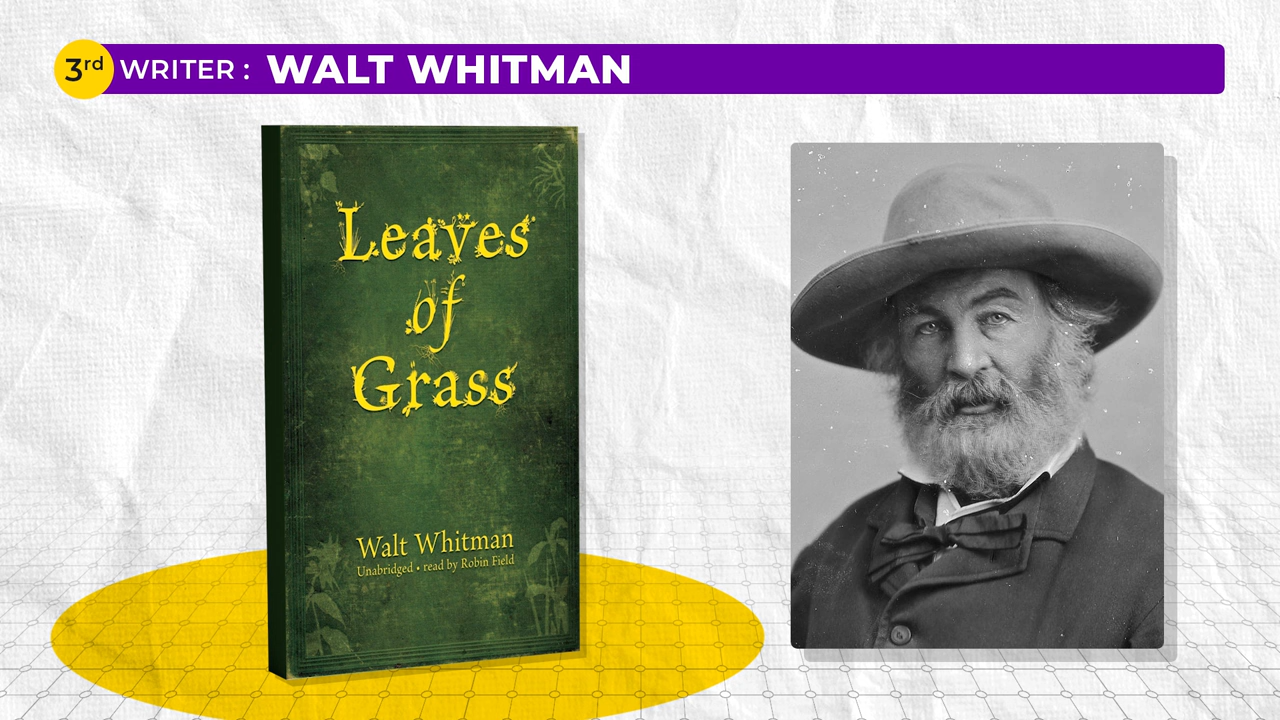 3rd WRITER : WALT WHITMAN
Leaves
of
Grass
Walt Whitman
Unabridged • read by Robin Field